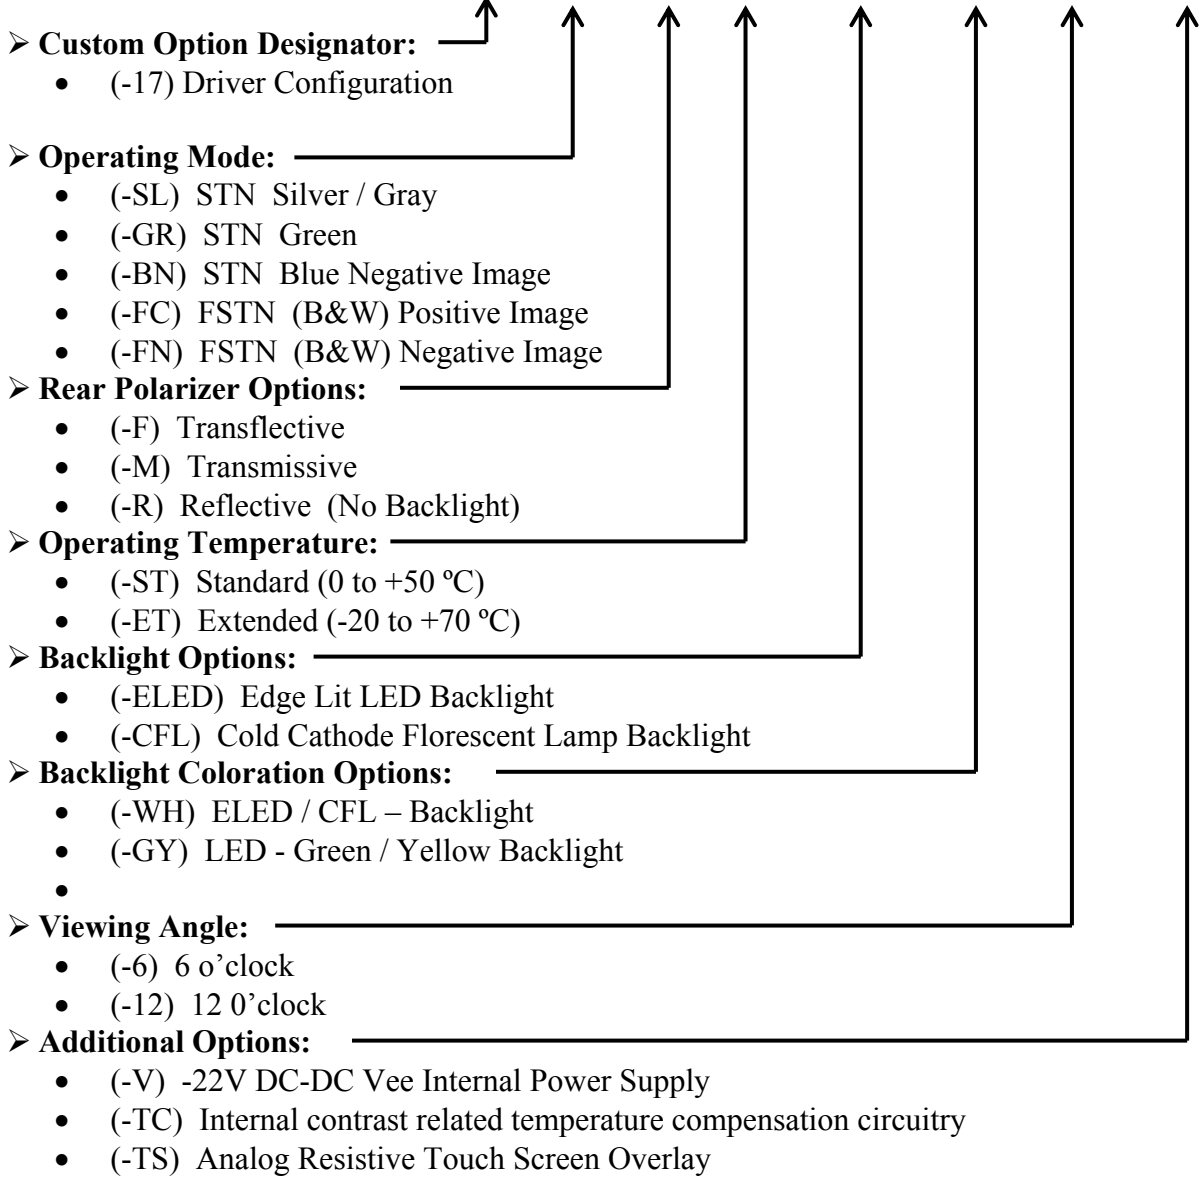 ➢ Custom Option Designator:
• (-17) Driver Configuration
➢ Operating Mode:
• (-SL) STN Silver / Gray
• (-GR) STN Green
• (-BN) STN Blue Negative Image
• (-FC) FSTN (B&W) Positive Image
• (-FN) FSTN (B&W) Negative Image
➢ Rear Polarizer Options:
• (-F) Transflective
• (-M) Transmissive
• (-R) Reflective (No Backlight)
➢ Operating Temperature:
• (-ST) Standard (0 to +50 ºC)
• (-ET) Extended (-20 to +70 ºC)
➢ Backlight Options:
• (-ELED) Edge Lit LED Backlight
• (-CFL) Cold Cathode Florescent Lamp Backlight
➢ Backlight Coloration Options:
• (-WH) ELED / CFL – Backlight
• (-GY) LED - Green / Yellow Backlight
•
➢ Viewing Angle:
• (-6) 6 o’clock
• (-12) 12 0’clock
➢ Additional Options:
• (-V) -22V DC-DC Vee Internal Power Supply
• (-TC) Internal contrast related temperature compensation circuitry
• (-TS) Analog Resistive Touch Screen Overlay